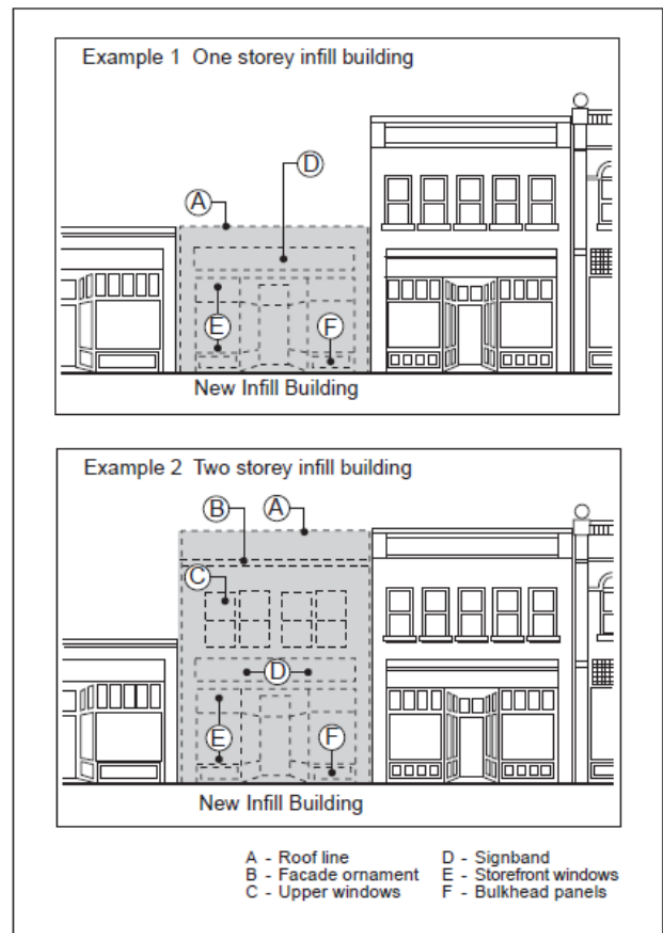 Example 1 One storey infill building
D
A
E
F
New Infill Building
Example 2 Two storey infill building
B
A
C
D
E
F
New Infill Building
A - Roof line
B - Facade ornament
C - Upper windows
D - Signband
E - Storefront windows
F - Bulkhead panels